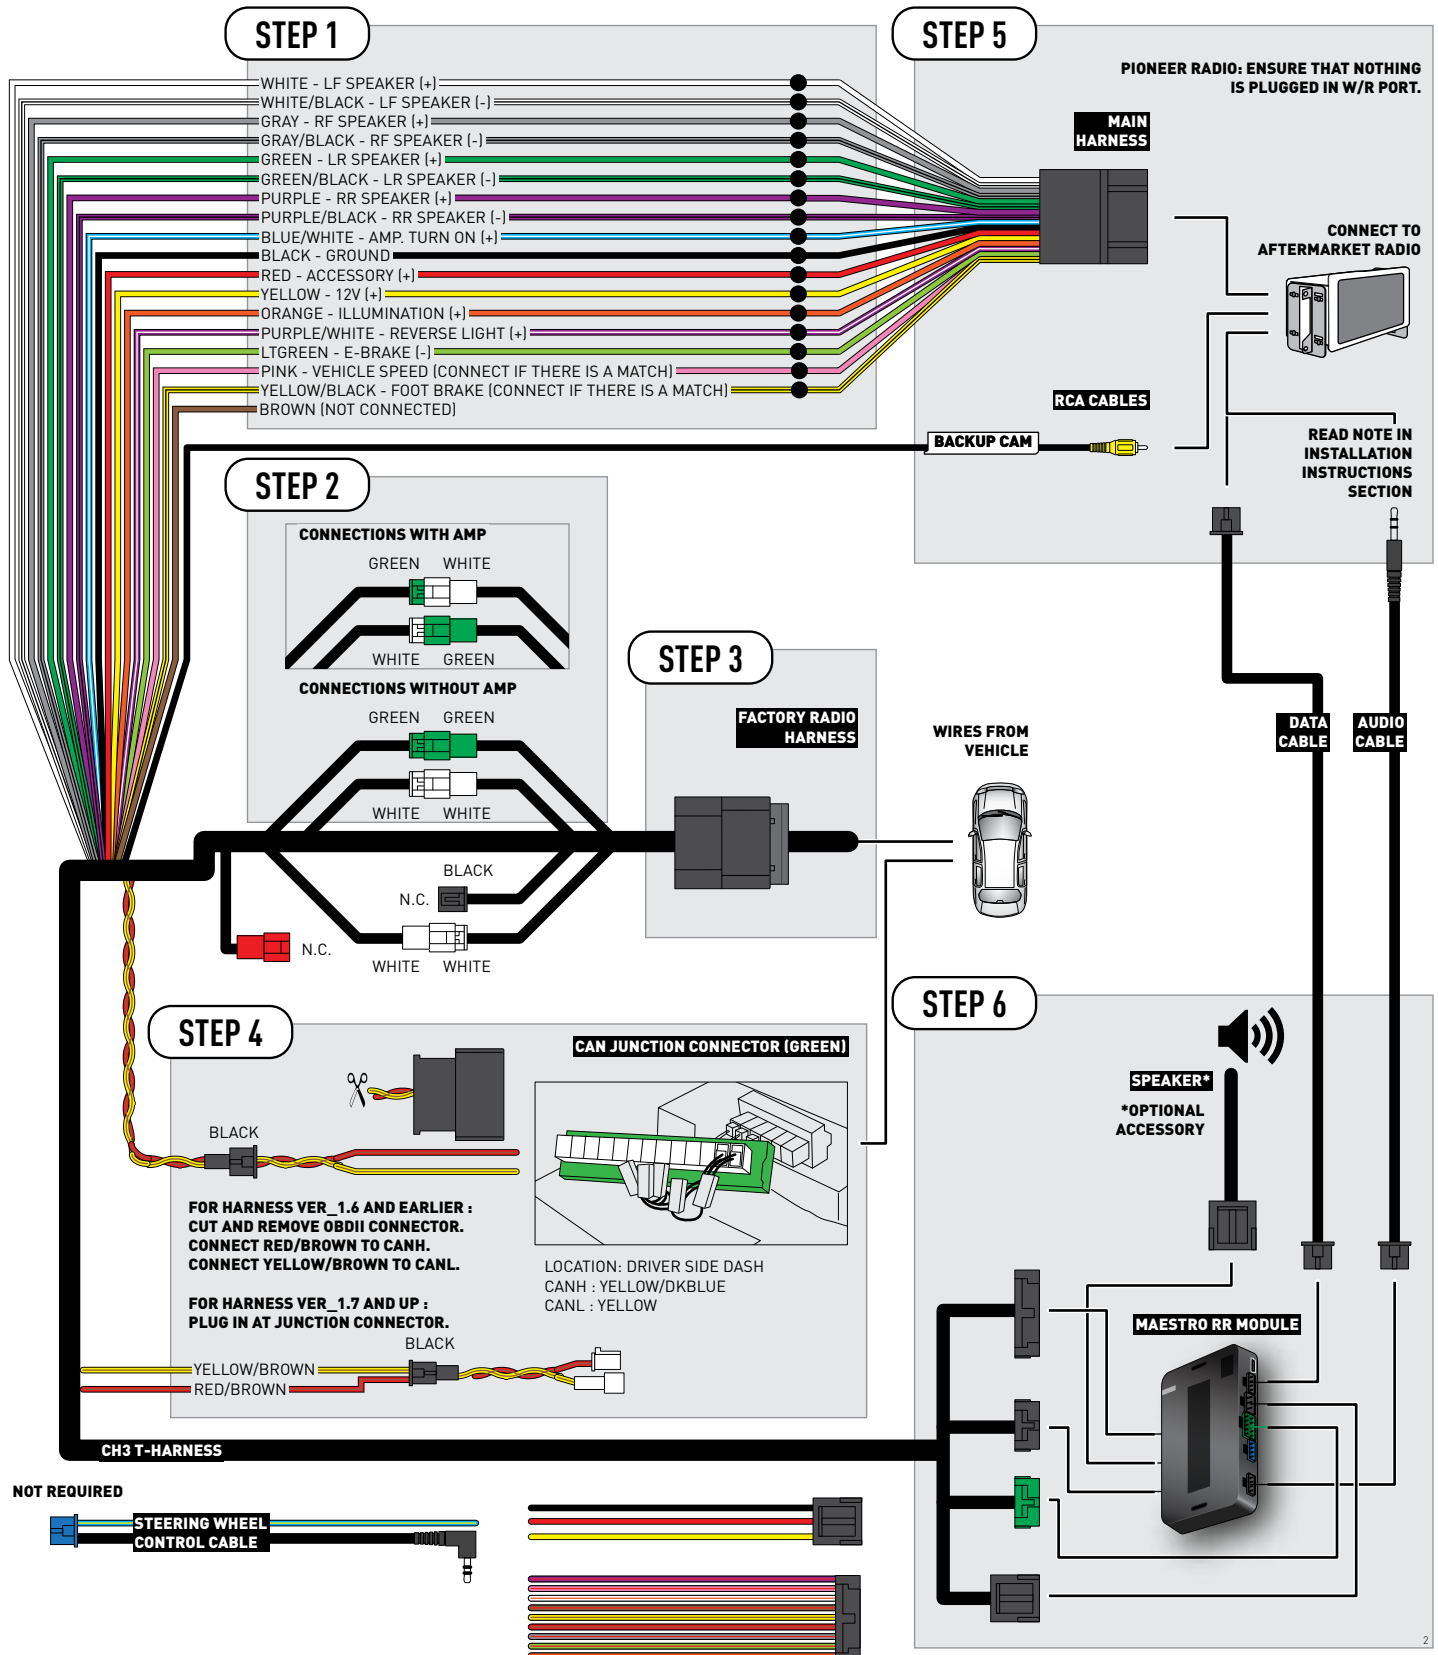 STEP 1
WHITE - LF SPEAKER (+)
WHITE/BLACK - LF SPEAKER (-)
GRAY - RF SPEAKER (+)
GRAY/BLACK - RF SPEAKER (-)
GREEN - LR SPEAKER (+)
GREEN/BLACK - LR SPEAKER (-)
PURPLE - RR SPEAKER (+)
PURPLE/BLACK - RR SPEAKER (-)
BLUE/WHITE - AMP. TURN ON (+)
BLACK - GROUND
RED - ACCESSORY (+)
YELLOW - 12V (+)
ORANGE - ILLUMINATION (+)
PURPLE/WHITE - REVERSE LIGHT (+)
LTGREEN - E-BRAKE (-)
PINK - VEHICLE SPEED (CONNECT IF THERE IS A MATCH)
YELLOW/BLACK - FOOT BRAKE (CONNECT IF THERE IS A MATCH)
BROWN (NOT CONNECTED)
STEP 5
PIONEER RADIO: ENSURE THAT NOTHING
IS PLUGGED IN W/R PORT.
MAIN
HARNESS
CONNECT TO
AFTERMARKET RADIO
RCA CABLES
BACKUP CAM
READ NOTE IN
INSTALLATION
INSTRUCTIONS
SECTION
DATA
CABLE
AUDIO
CABLE
STEP 2
CONNECTIONS WITH AMP
GREEN WHITE
WHITE GREEN
CONNECTIONS WITHOUT AMP
GREEN GREEN
WHITE WHITE
BLACK
N.C.
N.C.
WHITE WHITE
STEP 3
FACTORY RADIO
HARNESS
WIRES FROM
VEHICLE
STEP 4
CAN JUNCTION CONNECTOR (GREEN)
BLACK
FOR HARNESS VER_1.6 AND EARLIER :
CUT AND REMOVE OBDII CONNECTOR.
CONNECT RED/BROWN TO CANH.
CONNECT YELLOW/BROWN TO CANL.
FOR HARNESS VER_1.7 AND UP :
PLUG IN AT JUNCTION CONNECTOR.
LOCATION: DRIVER SIDE DASH
CANH : YELLOW/DKBLUE
CANL : YELLOW
BLACK
YELLOW/BROWN
RED/BROWN
CH3 T-HARNESS
STEP 6
SPEAKER*
*OPTIONAL
ACCESSORY
MAESTRO RR MODULE
NOT REQUIRED
STEERING WHEEL
CONTROL CABLE
2